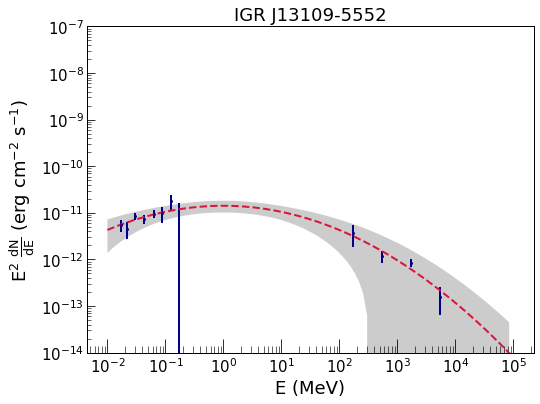 IGR J13109-5552
E² dN/dE (erg cm⁻² s⁻¹)
10⁻⁷
10⁻⁸
10⁻⁹
10⁻¹⁰
10⁻¹¹
10⁻¹²
10⁻¹³
10⁻¹⁴
10⁻² 10⁻¹ 10⁰ 10¹ 10² 10³ 10⁴ 10⁵
E (MeV)